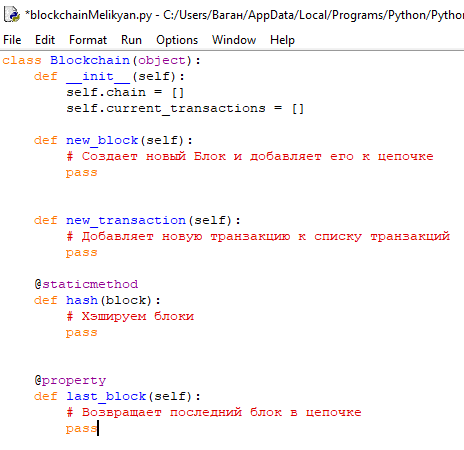 *blockchainMelikyan.py - C:/Users/Ваган/AppData/Local/Programs/Python/Python
File Edit Format Run Options Window Help
class Blockchain(object):
    def __init__(self):
        self.chain = []
        self.current_transactions = []
    def new_block(self):
        # Создает новый Блок и добавляет его к цепочке
        pass
    def new_transaction(self):
        # Добавляет новую транзакцию к списку транзакций
        pass
    @staticmethod
    def hash(block):
        # Хэшируем блоки
        pass
    @property
    def last_block(self):
        # Возвращает последний блок в цепочке
        pass